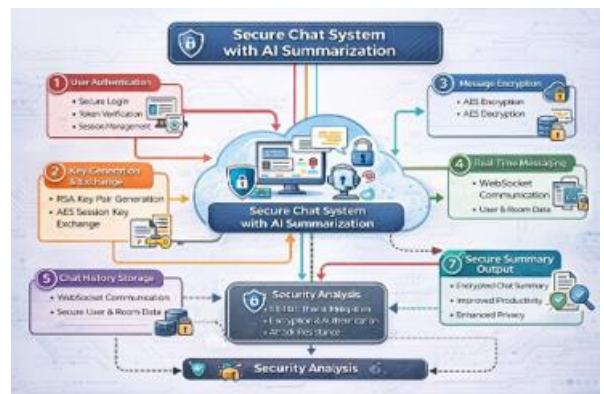 Secure Chat System
with AI Summarization
1 User Authentication
• Secure Login
• Token Verification
• Session Management
3 Message Encryption
• AES Encryption
• AES Decryption
2 Key Generation
& Exchange
• RSA Key Pair Generation
• AES Session Key
Exchange
4 Real Time Messaging
• WebSocket
Communication
• User & Room Data
Secure Chat System
with AI Summarization
5 Chat History Storage
• WebSocket Communication
• Secure User & Room Data
Security Analysis
Mitigation
• Encryption & Authentication
• Attack Resistance
7 Secure Summary
Output
• Encrypted Chat Summary
• Improved Productivity
• Enhanced Privacy
Security Analysis